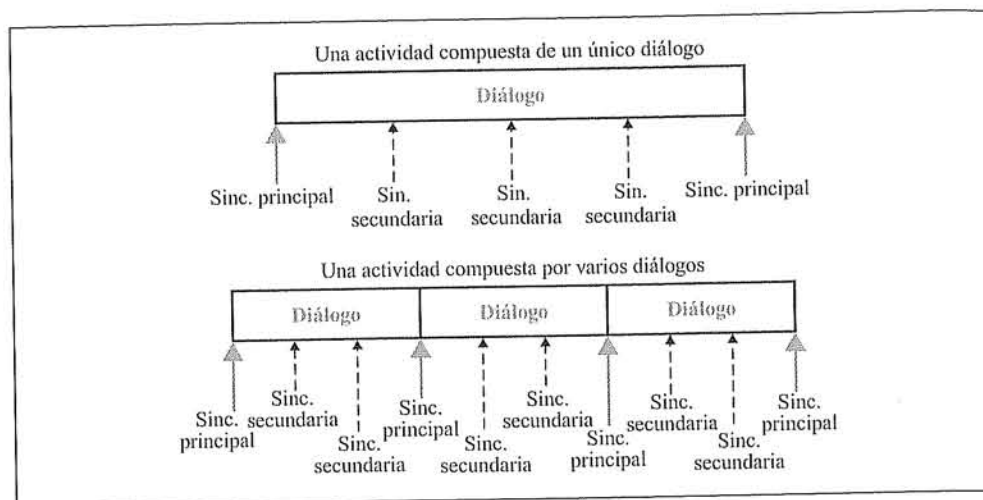 Una actividad compuesta de un único diálogo
Diálogo
Sinc. principal
Sin.
secundaria
Sin.
secundaria
Sin.
secundaria
Sinc. principal
Una actividad compuesta por varios diálogos
Diálogo
Diálogo
Diálogo
Sinc.
principal
Sinc.
secundaria
Sinc.
secundaria
Sinc.
principal
Sinc.
secundaria
Sinc.
secundaria
Sinc.
principal
Sinc.
secundaria
Sinc.
secundaria
Sinc.
principal